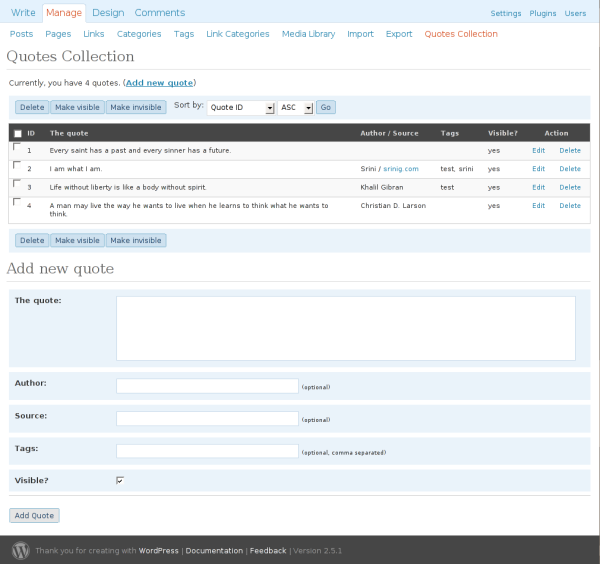 Write Manage Design Comments Settings Plugins Users
Posts Pages Links Categories Tags Link Categories Media Library Import Export Quotes Collection
Quotes Collection
Currently, you have 4 quotes. (Add new quote)
Delete Make visible Make invisible Sort by: Quote ID ASC Go
ID The quote Author / Source Tags Visible? Action
1 Every saint has a past and every sinner has a future. yes Edit Delete
2 I am what I am. Srini / srinig.com test, srini yes Edit Delete
3 Life without liberty is like a body without spirit. Khalil Gibran test yes Edit Delete
4 A man may live the way he wants to live when he learns to think what he wants to Christian D. Larson yes Edit Delete
think.
Delete Make visible Make invisible
Add new quote
The quote:
Author: (optional)
Source: (optional)
Tags: (optional, comma separated)
Visible?
Add Quote
Thank you for creating with WordPress | Documentation | Feedback | Version 2.5.1